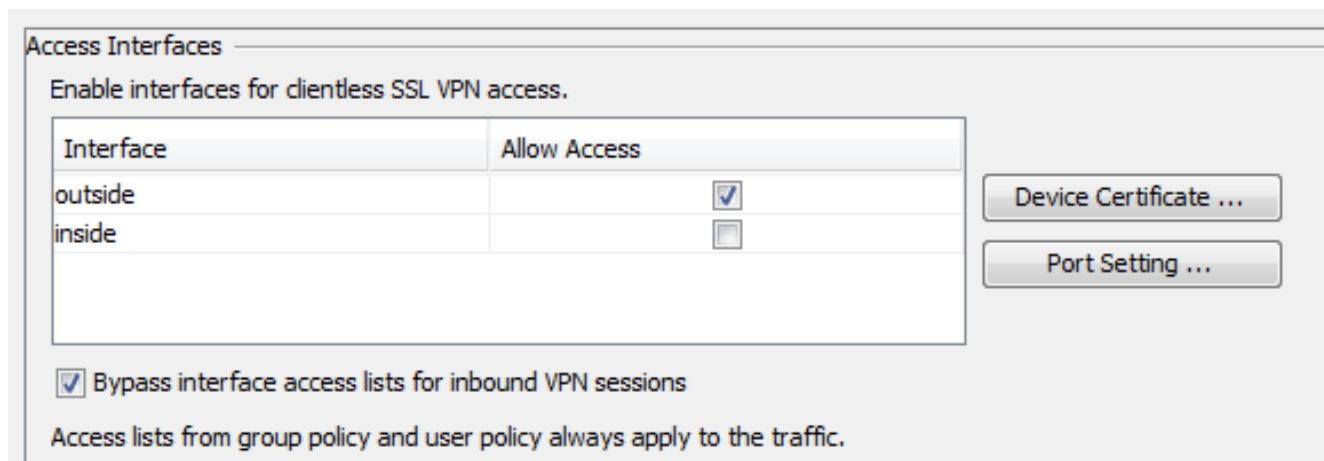 Access Interfaces
Enable interfaces for clientless SSL VPN access.
Interface Allow Access
outside
inside
Device Certificate ...
Port Setting ...
Bypass interface access lists for inbound VPN sessions
Access lists from group policy and user policy always apply to the traffic.